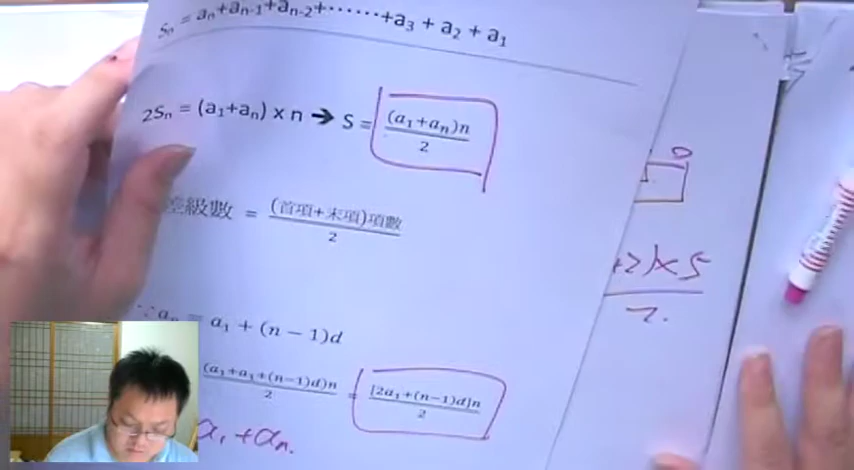 Sn = an+an-1+an-2+······+a3 + a2 + a1
2Sn = (a1+an) x n → S = (a1+an)n / 2
級數 = (首項+末項)項數 / 2
∵ an = a1 + (n − 1)d
(a1+a1+(n−1)d)n / 2 = [2a1+(n−1)d]n / 2
a1 + an.
+2)×5 / 2.